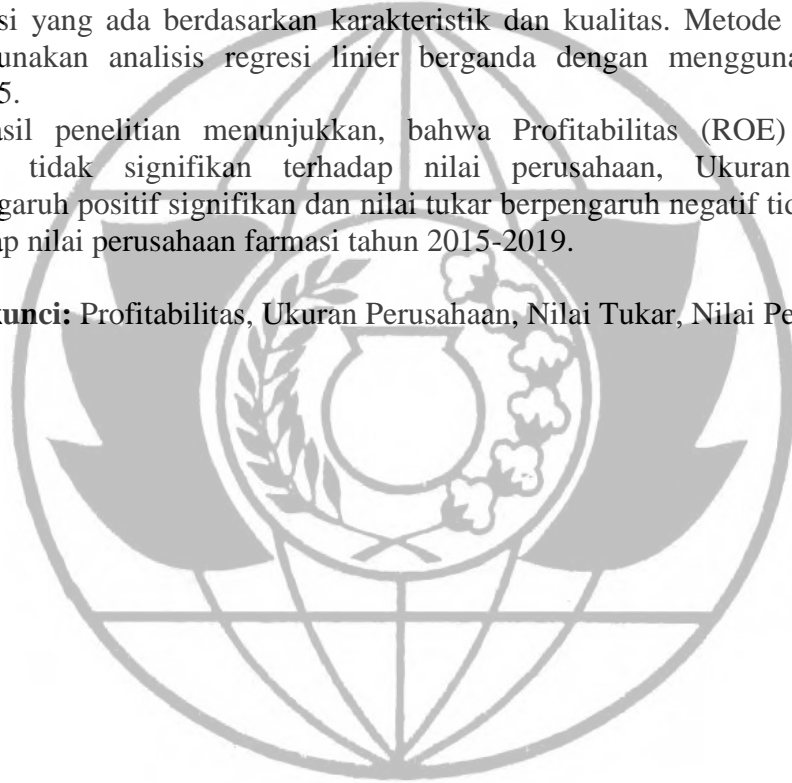 si yang ada berdasarkan karakteristik dan kualitas. Metode
unakan analisis regresi linier berganda dengan mengguna
5.
asil penelitian menunjukkan, bahwa Profitabilitas (ROE)
tidak signifikan terhadap nilai perusahaan, Ukuran
garuh positif signifikan dan nilai tukar berpengaruh negatif tid
ap nilai perusahaan farmasi tahun 2015-2019.
kunci: Profitabilitas, Ukuran Perusahaan, Nilai Tukar, Nilai Pe